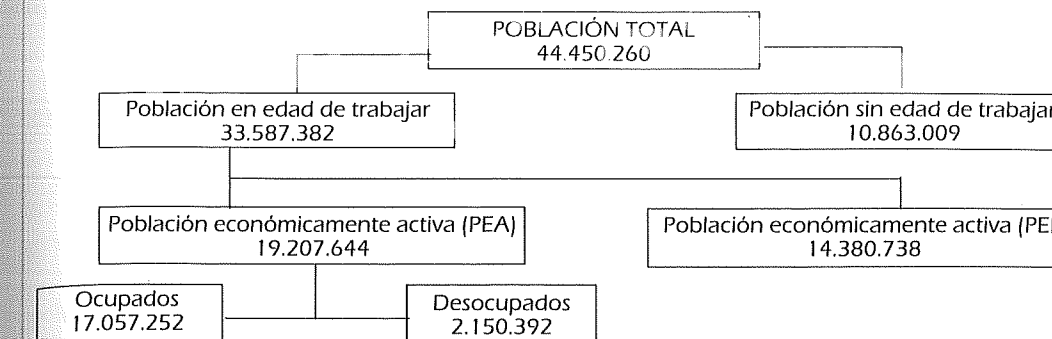 POBLACIÓN TOTAL
44.450.260
Población en edad de trabajar
33.587.382
Población sin edad de trabajar
10.863.009
Población económicamente activa (PEA)
19.207.644
Población económicamente activa (PEI
14.380.738
Ocupados
17.057.252
Desocupados
2.150.392